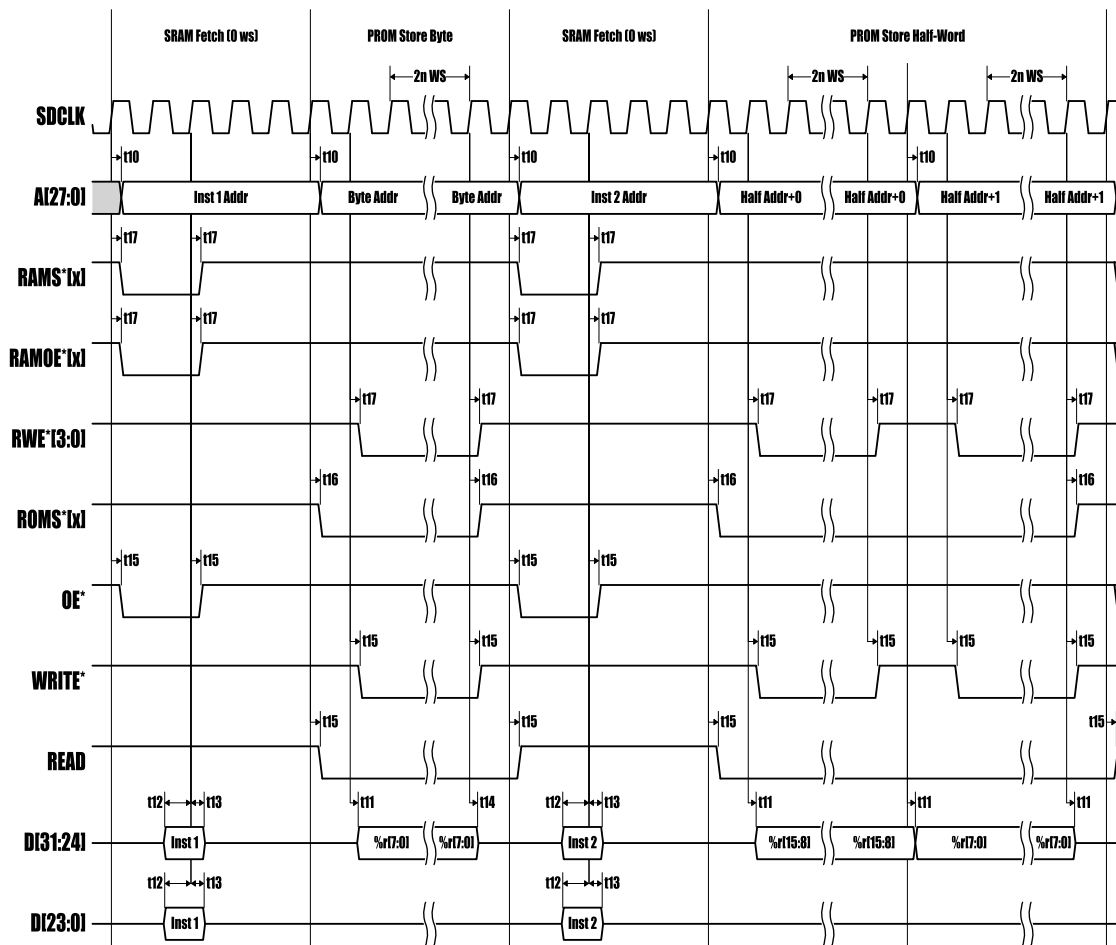 SRAM Fetch (0 ws) PROM Store Byte SRAM Fetch (0 ws) PROM Store Half-Word
2n WS 2n WS 2n WS
SDCLK
t10 t10 t10 t10 t10
A[27:0] Inst 1 Addr Byte Addr Byte Addr Inst 2 Addr Half Addr+0 Half Addr+0 Half Addr+1 Half Addr+1
t17 t17 t17 t17
RAMS*[x]
t17 t17 t17 t17
RAMOE*[x]
t17 t17 t17 t17 t17 t17
RWE*[3:0]
t16 t16 t16 t16
ROMS*[x]
t15 t15 t15 t15
OE*
t15 t15 t15 t15 t15 t15
WRITE*
t15 t15 t15 t15
READ
t12 t13 t11 t14 t12 t13 t11 t11 t11
D[31:24] Inst 1 %r[7:0] %r[7:0] Inst 2 %r[15:8] %r[15:8] %r[7:0] %r[7:0]
t12 t13 t12 t13
D[23:0] Inst 1 Inst 2